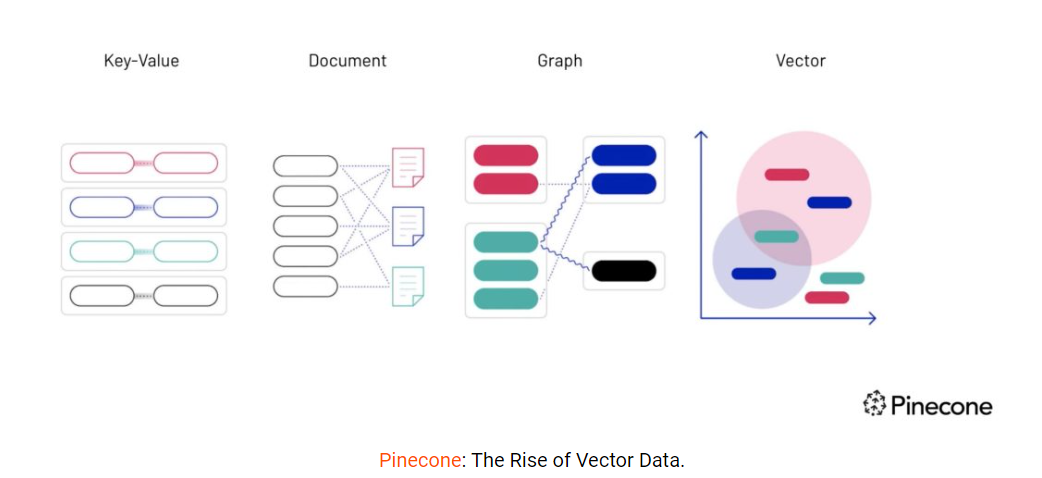 Key-Value
Document
Graph
Vector
Pinecone
Pinecone: The Rise of Vector Data.